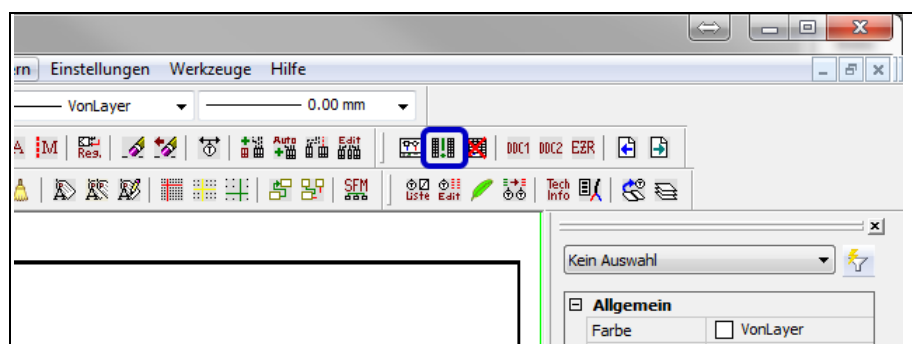 rn Einstellungen Werkzeuge Hilfe
VonLayer 0.00 mm
A M Res. Auto Edit DDC1 DDC2 EZR
SFM Liste Edit Tech Info
Kein Auswahl
Allgemein
Farbe VonLayer